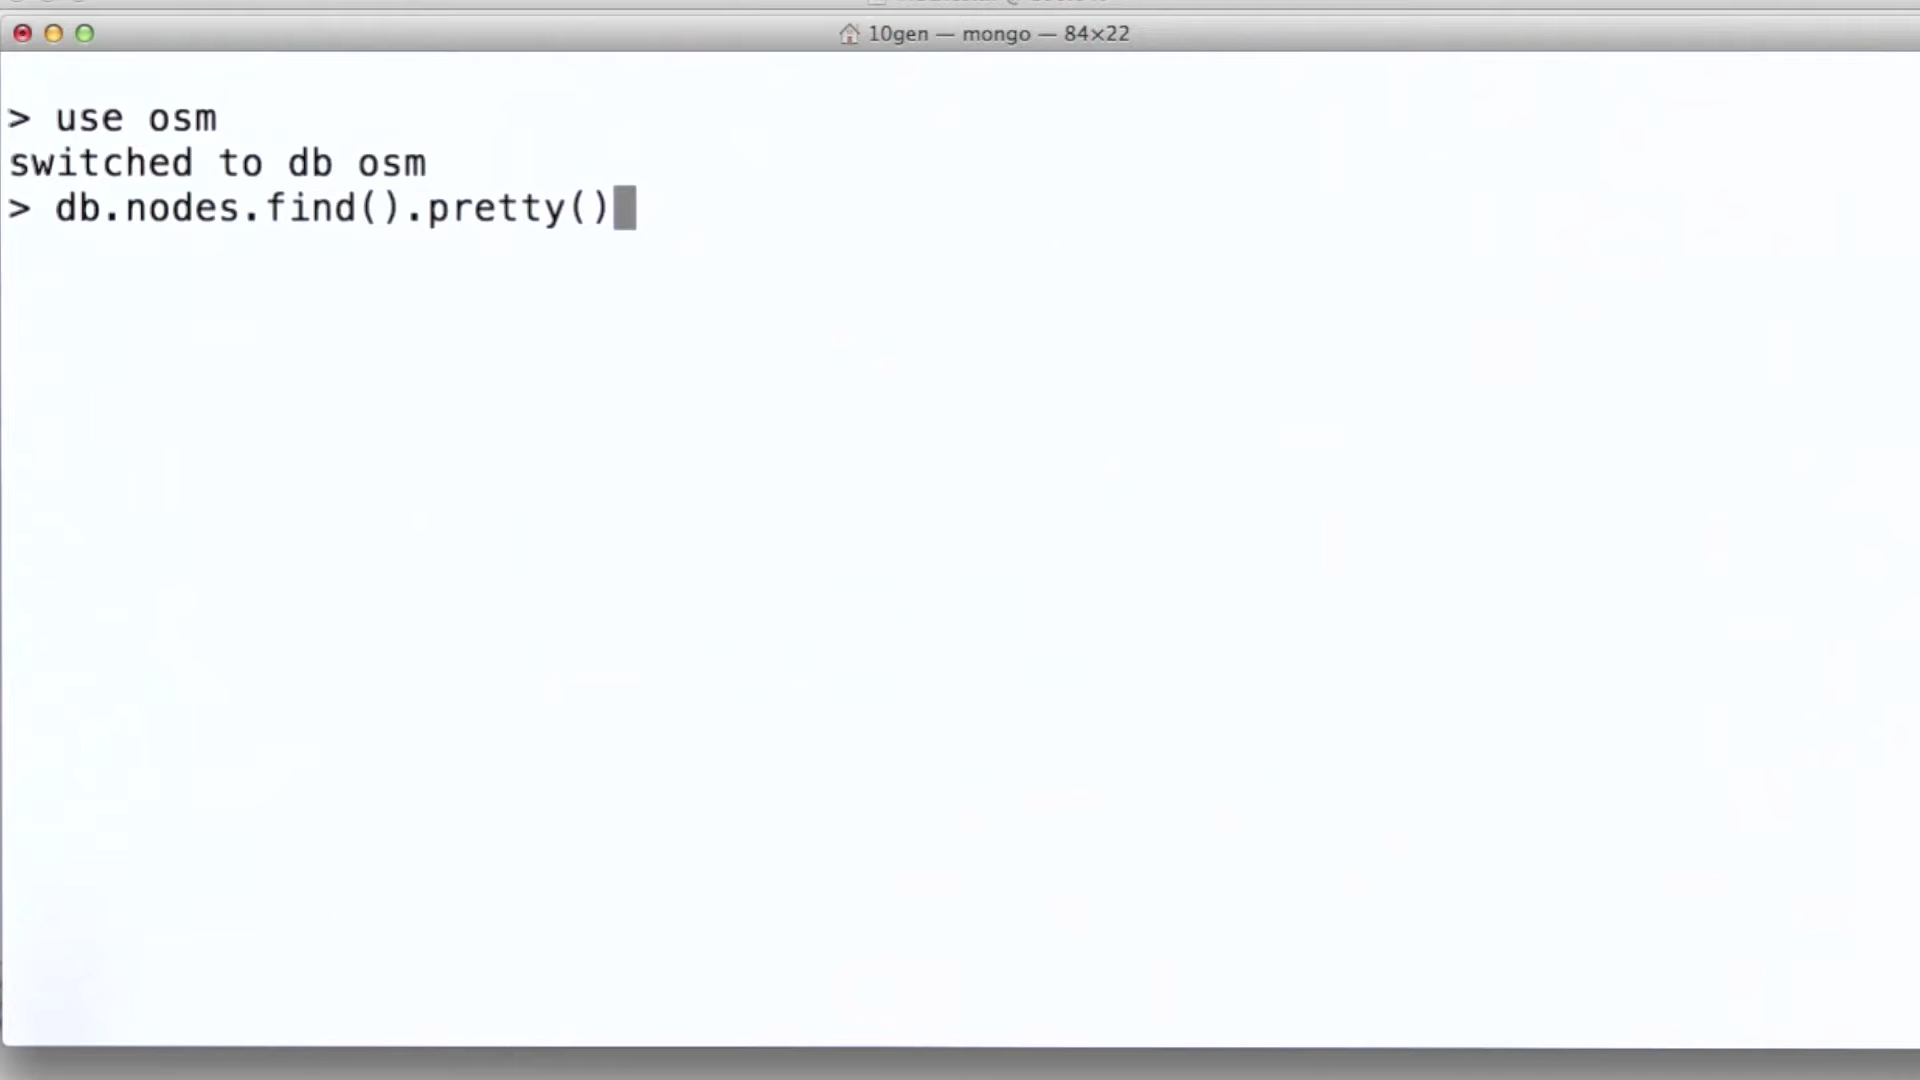 10gen — mongo — 84×22
> use osm
switched to db osm
> db.nodes.find().pretty()